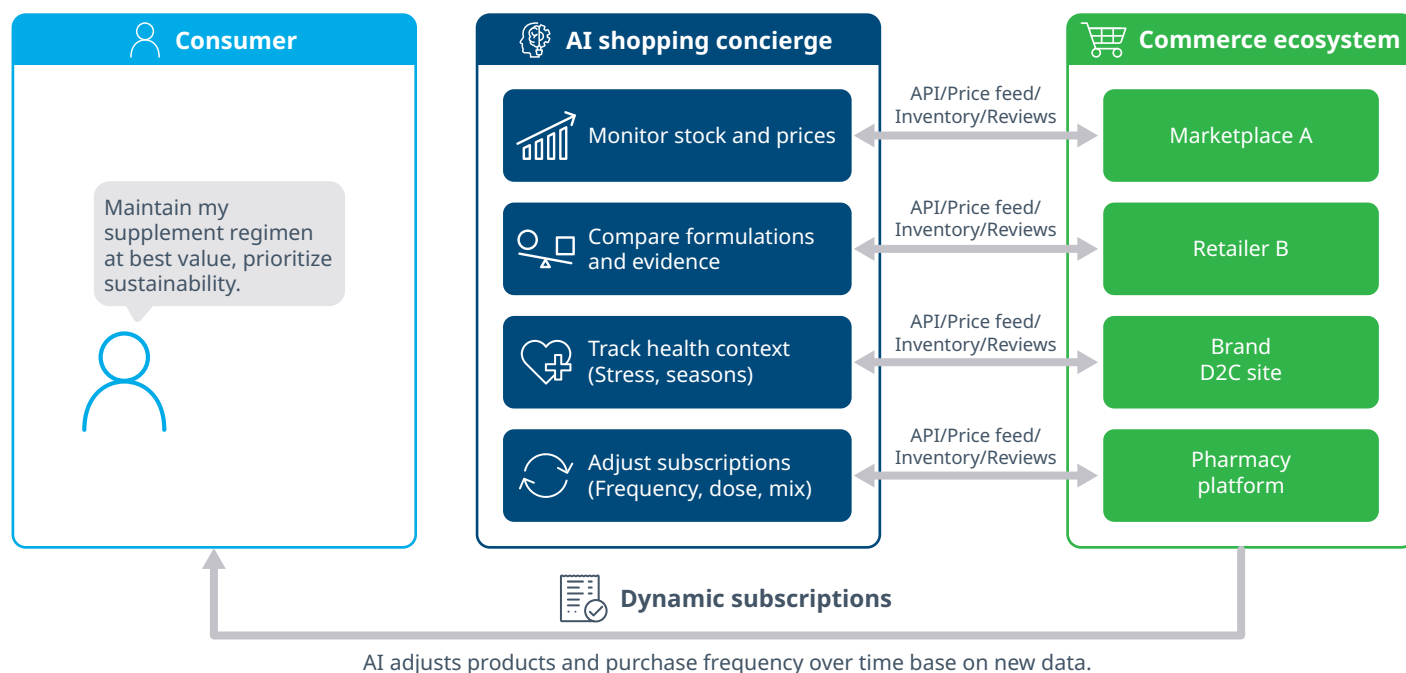 Consumer
Maintain my
supplement regimen
at best value, prioritize
sustainability.
AI shopping concierge
Monitor stock and prices
Compare formulations
and evidence
Track health context
(Stress, seasons)
Adjust subscriptions
(Frequency, dose, mix)
API/Price feed/
Inventory/Reviews
API/Price feed/
Inventory/Reviews
API/Price feed/
Inventory/Reviews
API/Price feed/
Inventory/Reviews
Commerce ecosystem
Marketplace A
Retailer B
Brand
D2C site
Pharmacy
platform
Dynamic subscriptions
AI adjusts products and purchase frequency over time base on new data.